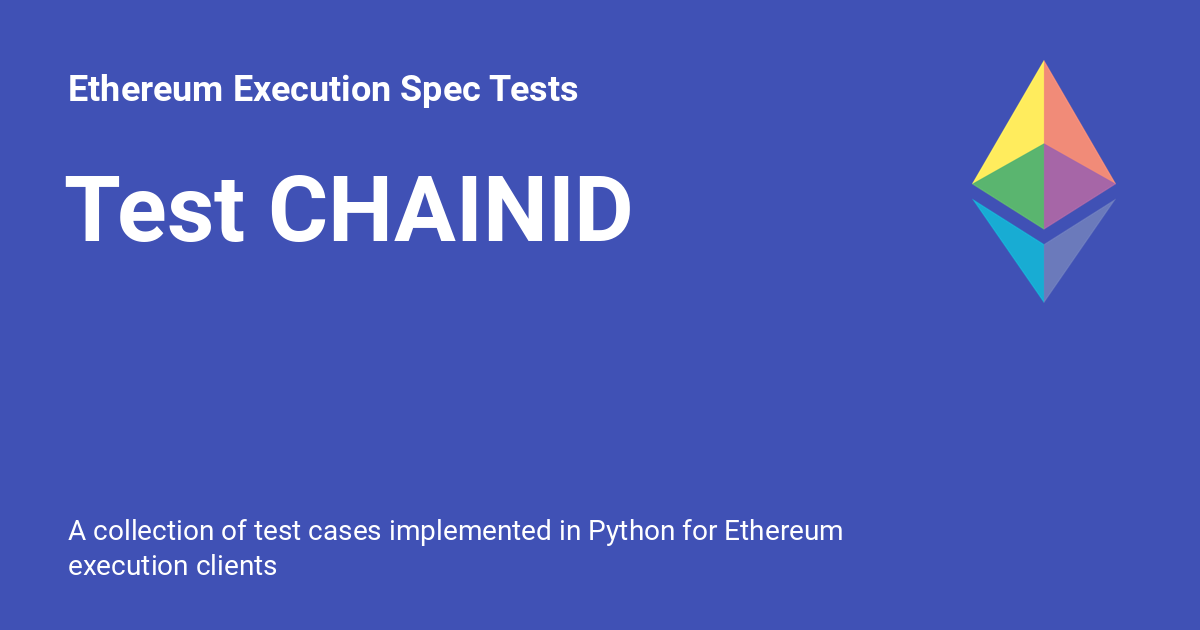 Ethereum Execution Spec Tests
Test CHAINID
A collection of test cases implemented in Python for Ethereum
execution clients